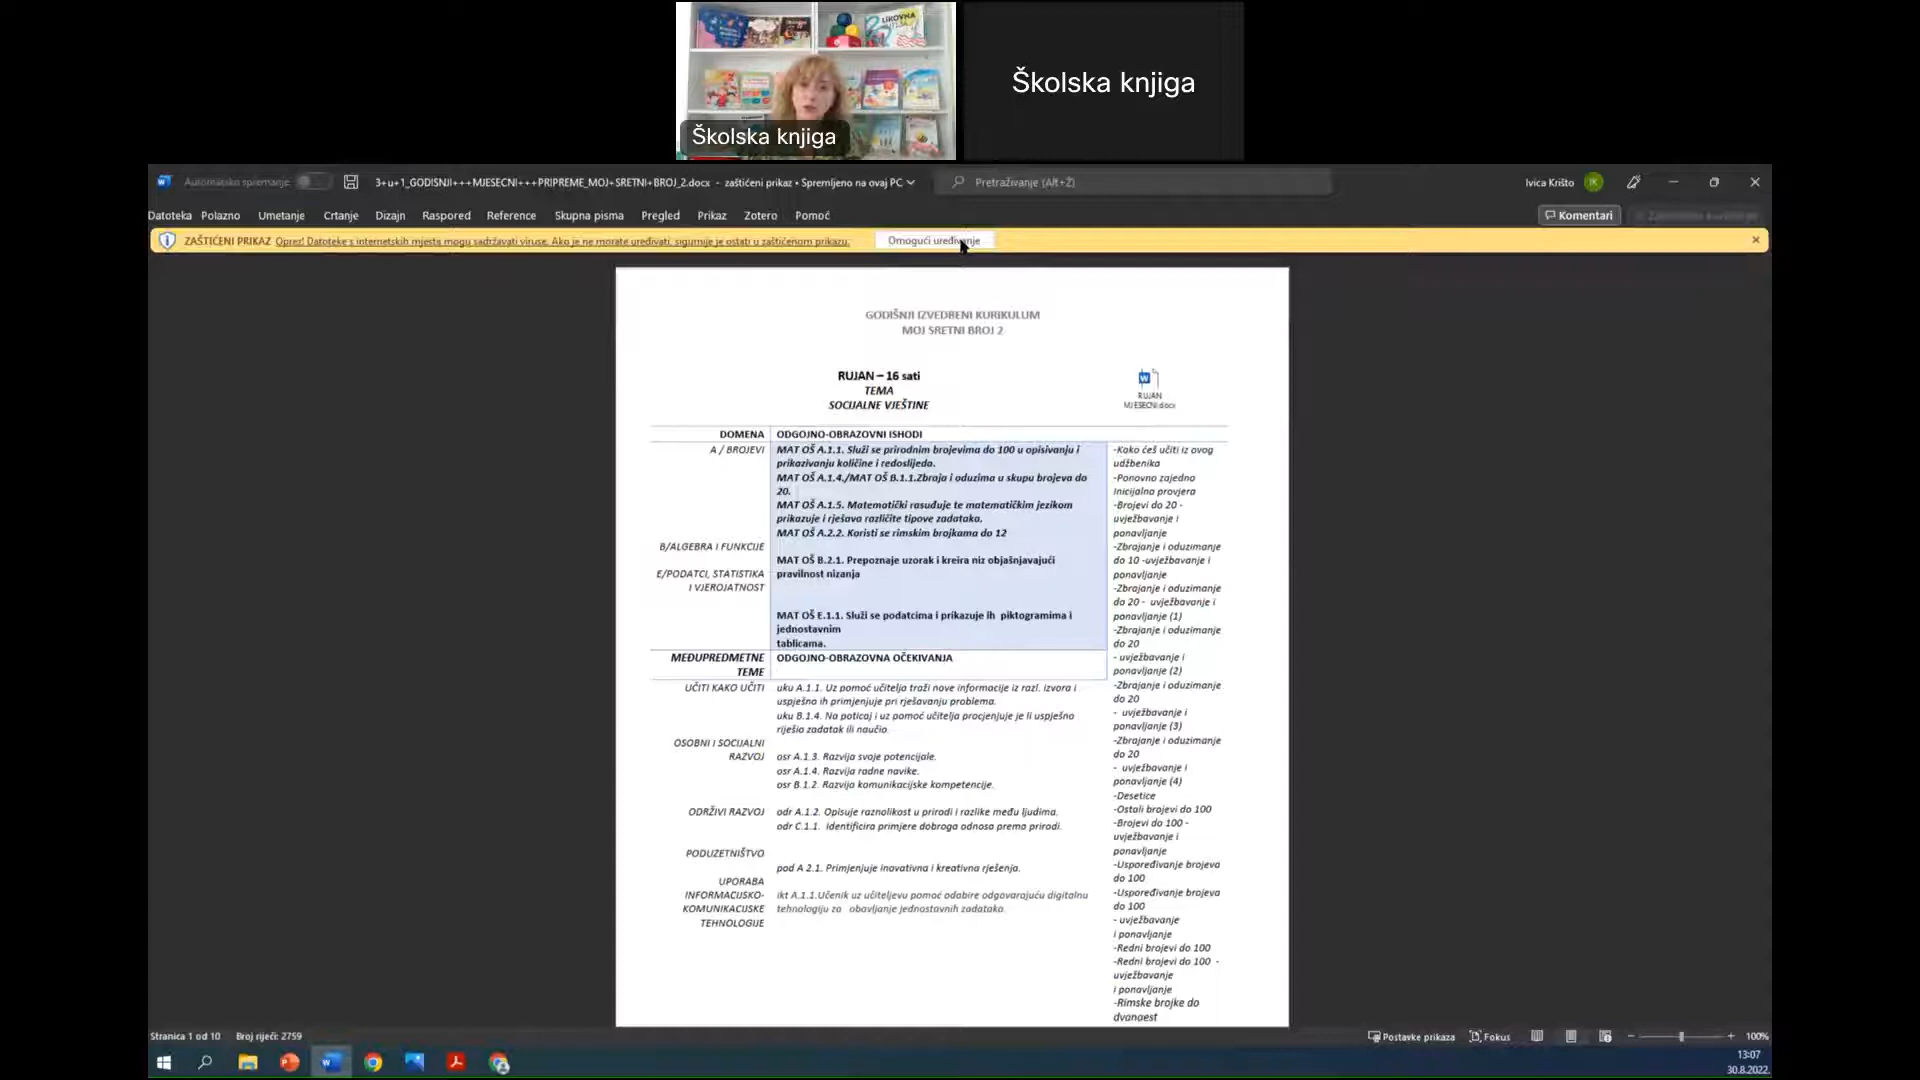 LIKOVNA
Školska knjiga
Školska knjiga
Automatsko spremanje
3+u+1_GODISNJI+++MJESECNI+++PRIPREME_MOJ+SRETNI+BROJ_2.docx - zaštićeni prikaz • Spremljeno na ovaj PC
Pretraživanje (Alt+Ž)
Ivica Krišto
IK
Datoteka Polazno Umetanje Crtanje Dizajn Raspored Reference Skupna pisma Pregled Prikaz Zotero Pomoć
Komentari
ZAŠTIĆENI PRIKAZ Oprez! Datoteke s internetskih mjesta mogu sadržavati viruse. Ako je ne morate uređivati, sigurnije je ostati u zaštićenom prikazu.
Omogući uređivanje
GODIŠNJI IZVEDBENI KURIKULUM
MOJ SRETNI BROJ 2
RUJAN – 16 sati
TEMA
SOCIJALNE VJEŠTINE
RUJAN
MJESECNI.docx
DOMENA
ODGOJNO-OBRAZOVNI ISHODI
A / BROJEVI
MAT OŠ A.1.1. Služi se prirodnim brojevima do 100 u opisivanju i
prikazivanju količine i redoslijeda.
MAT OŠ A.1.4./MAT OŠ B.1.1.Zbraja i oduzima u skupu brojeva do
20.
MAT OŠ A.1.5. Matematički rasuđuje te matematičkim jezikom
prikazuje i rješava različite tipove zadataka.
MAT OŠ A.2.2. Koristi se rimskim brojkama do 12
B/ALGEBRA I FUNKCIJE
MAT OŠ B.2.1. Prepoznaje uzorak i kreira niz objašnjavajući
pravilnost nizanja
E/PODATCI, STATISTIKA
I VJEROJATNOST
MAT OŠ E.1.1. Služi se podatcima i prikazuje ih piktogramima i
jednostavnim
tablicama.
MEĐUPREDMETNE
TEME
ODGOJNO-OBRAZOVNA OČEKIVANJA
UČITI KAKO UČITI
uku A.1.1. Uz pomoć učitelja traži nove informacije iz razl. izvora i
uspješno ih primjenjuje pri rješavanju problema.
uku B.1.4. Na poticaj i uz pomoć učitelja procjenjuje je li uspješno
riješio zadatak ili naučio.
OSOBNI I SOCIJALNI
RAZVOJ
osr A.1.3. Razvija svoje potencijale.
osr A.1.4. Razvija radne navike.
osr B.1.2. Razvija komunikacijske kompetencije.
ODRŽIVI RAZVOJ
odr A.1.2. Opisuje raznolikost u prirodi i razlike među ljudima.
odr C.1.1. Identificira primjere dobroga odnosa prema prirodi.
PODUZETNIŠTVO
pod A 2.1. Primjenjuje inovativna i kreativna rješenja.
UPORABA
INFORMACIJSKO-
KOMUNIKACIJSKE
TEHNOLOGIJE
ikt A.1.1.Učenik uz učiteljevu pomoć odabire odgovarajuću digitalnu
tehnologiju za obavljanje jednostavnih zadataka.
-Kako ćeš učiti iz ovog
udžbenika
-Ponovno zajedno
Inicijalna provjera
-Brojevi do 20 -
uvježbavanje i
ponavljanje
-Zbrajanje i oduzimanje
do 10 -uvježbavanje i
ponavljanje
-Zbrajanje i oduzimanje
do 20 - uvježbavanje i
ponavljanje (1)
-Zbrajanje i oduzimanje
do 20
- uvježbavanje i
ponavljanje (2)
-Zbrajanje i oduzimanje
do 20
- uvježbavanje i
ponavljanje (3)
-Zbrajanje i oduzimanje
do 20
- uvježbavanje i
ponavljanje (4)
-Desetice
-Ostali brojevi do 100
-Brojevi do 100 -
uvježbavanje i
ponavljanje
-Uspoređivanje brojeva
do 100
-Uspoređivanje brojeva
do 100
- uvježbavanje
i ponavljanje
-Redni brojevi do 100
-Redni brojevi do 100 -
uvježbavanje
i ponavljanje
-Rimske brojke do
dvanaest
Stranica 1 od 10 Broj riječi: 2759
Postavke prikaza Fokus
100%
13:07
30.8.2022.